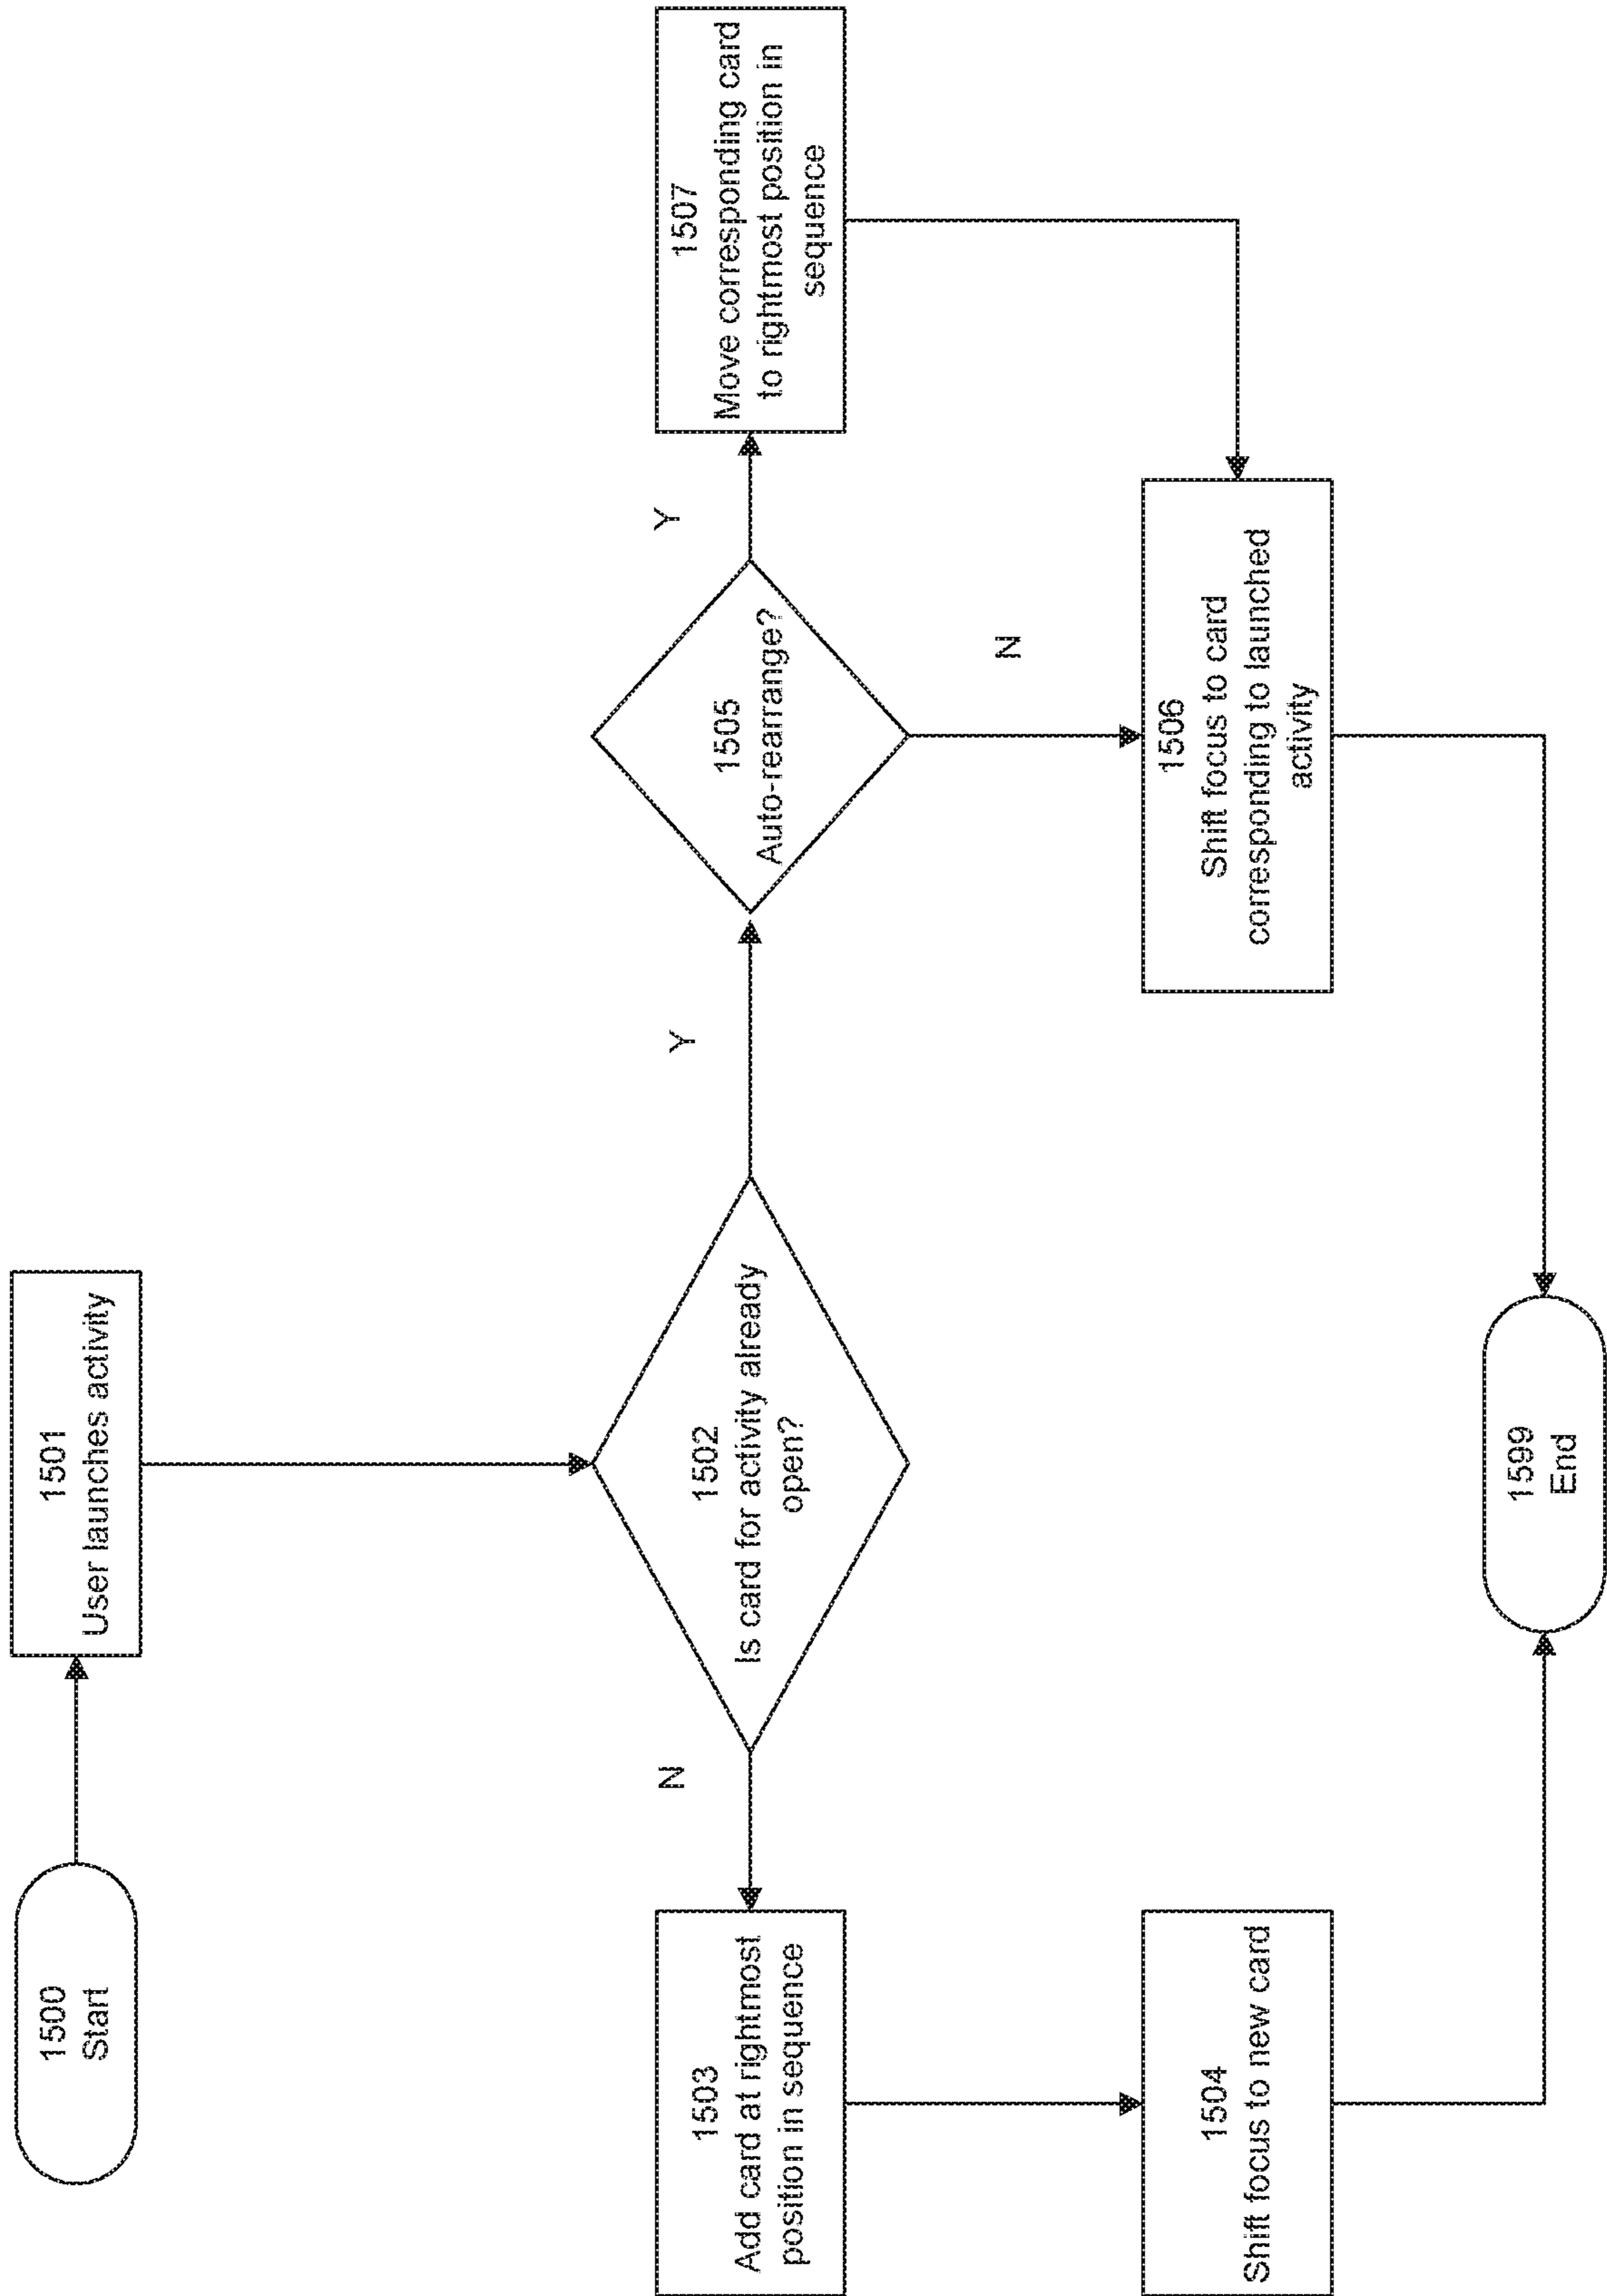 1500
Start
1501
User launches activity
1502
Is card for activity already
open?
N
Y
1503
Add card at rightmost
position in sequence
1504
Shift focus to new card
1505
Auto-rearrange?
Y
N
1507
Move corresponding card
to rightmost position in
sequence
1506
Shift focus to card
corresponding to launched
activity
1599
End